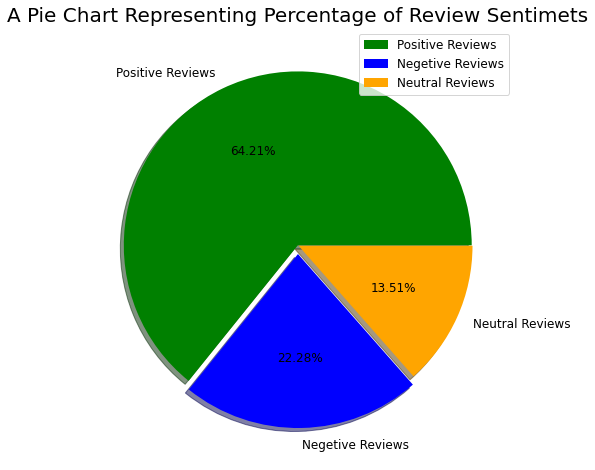 A Pie Chart Representing Percentage of Review Sentimets
Positive Reviews
Negetive Reviews
Neutral Reviews
Positive Reviews
64.21%
13.51%
Neutral Reviews
22.28%
Negetive Reviews